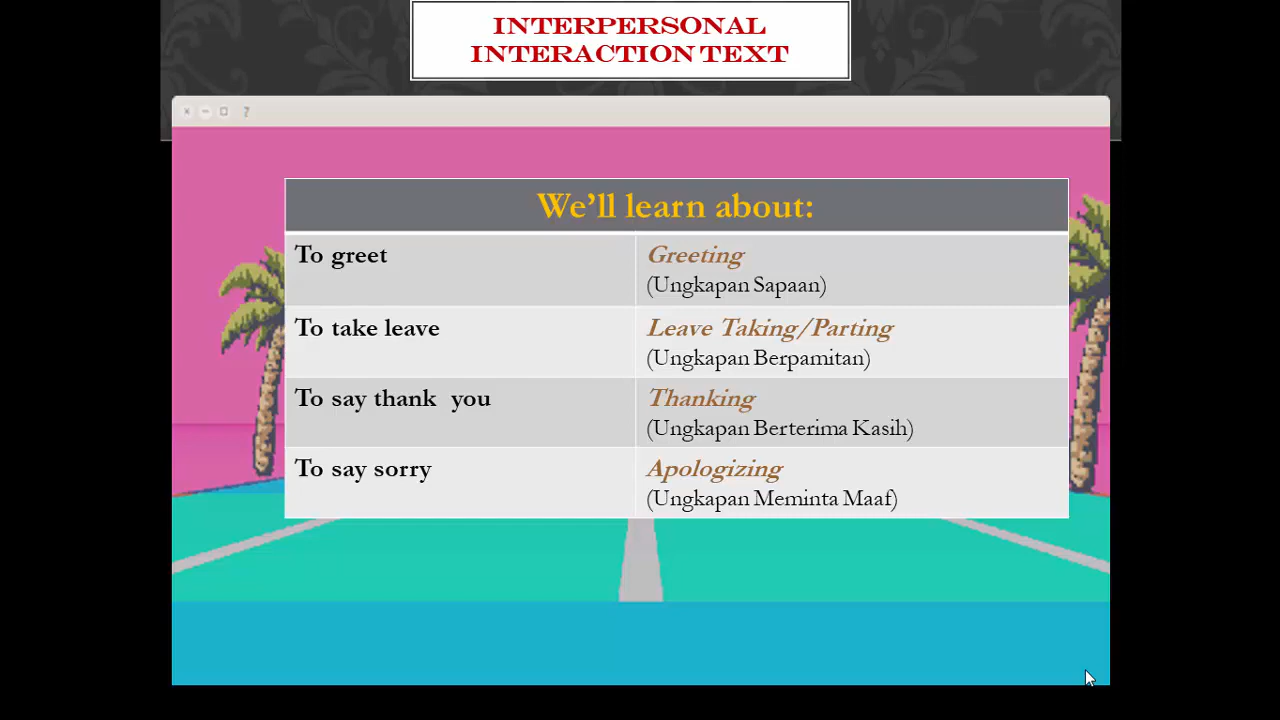 INTERPERSONAL
INTERACTION TEXT
?
We'll learn about:
To greet
Greeting
(Ungkapan Sapaan)
To take leave
Leave Taking/Parting
(Ungkapan Berpamitan)
To say thank  you
Thanking
(Ungkapan Berterima Kasih)
To say sorry
Apologizing
(Ungkapan Meminta Maaf)